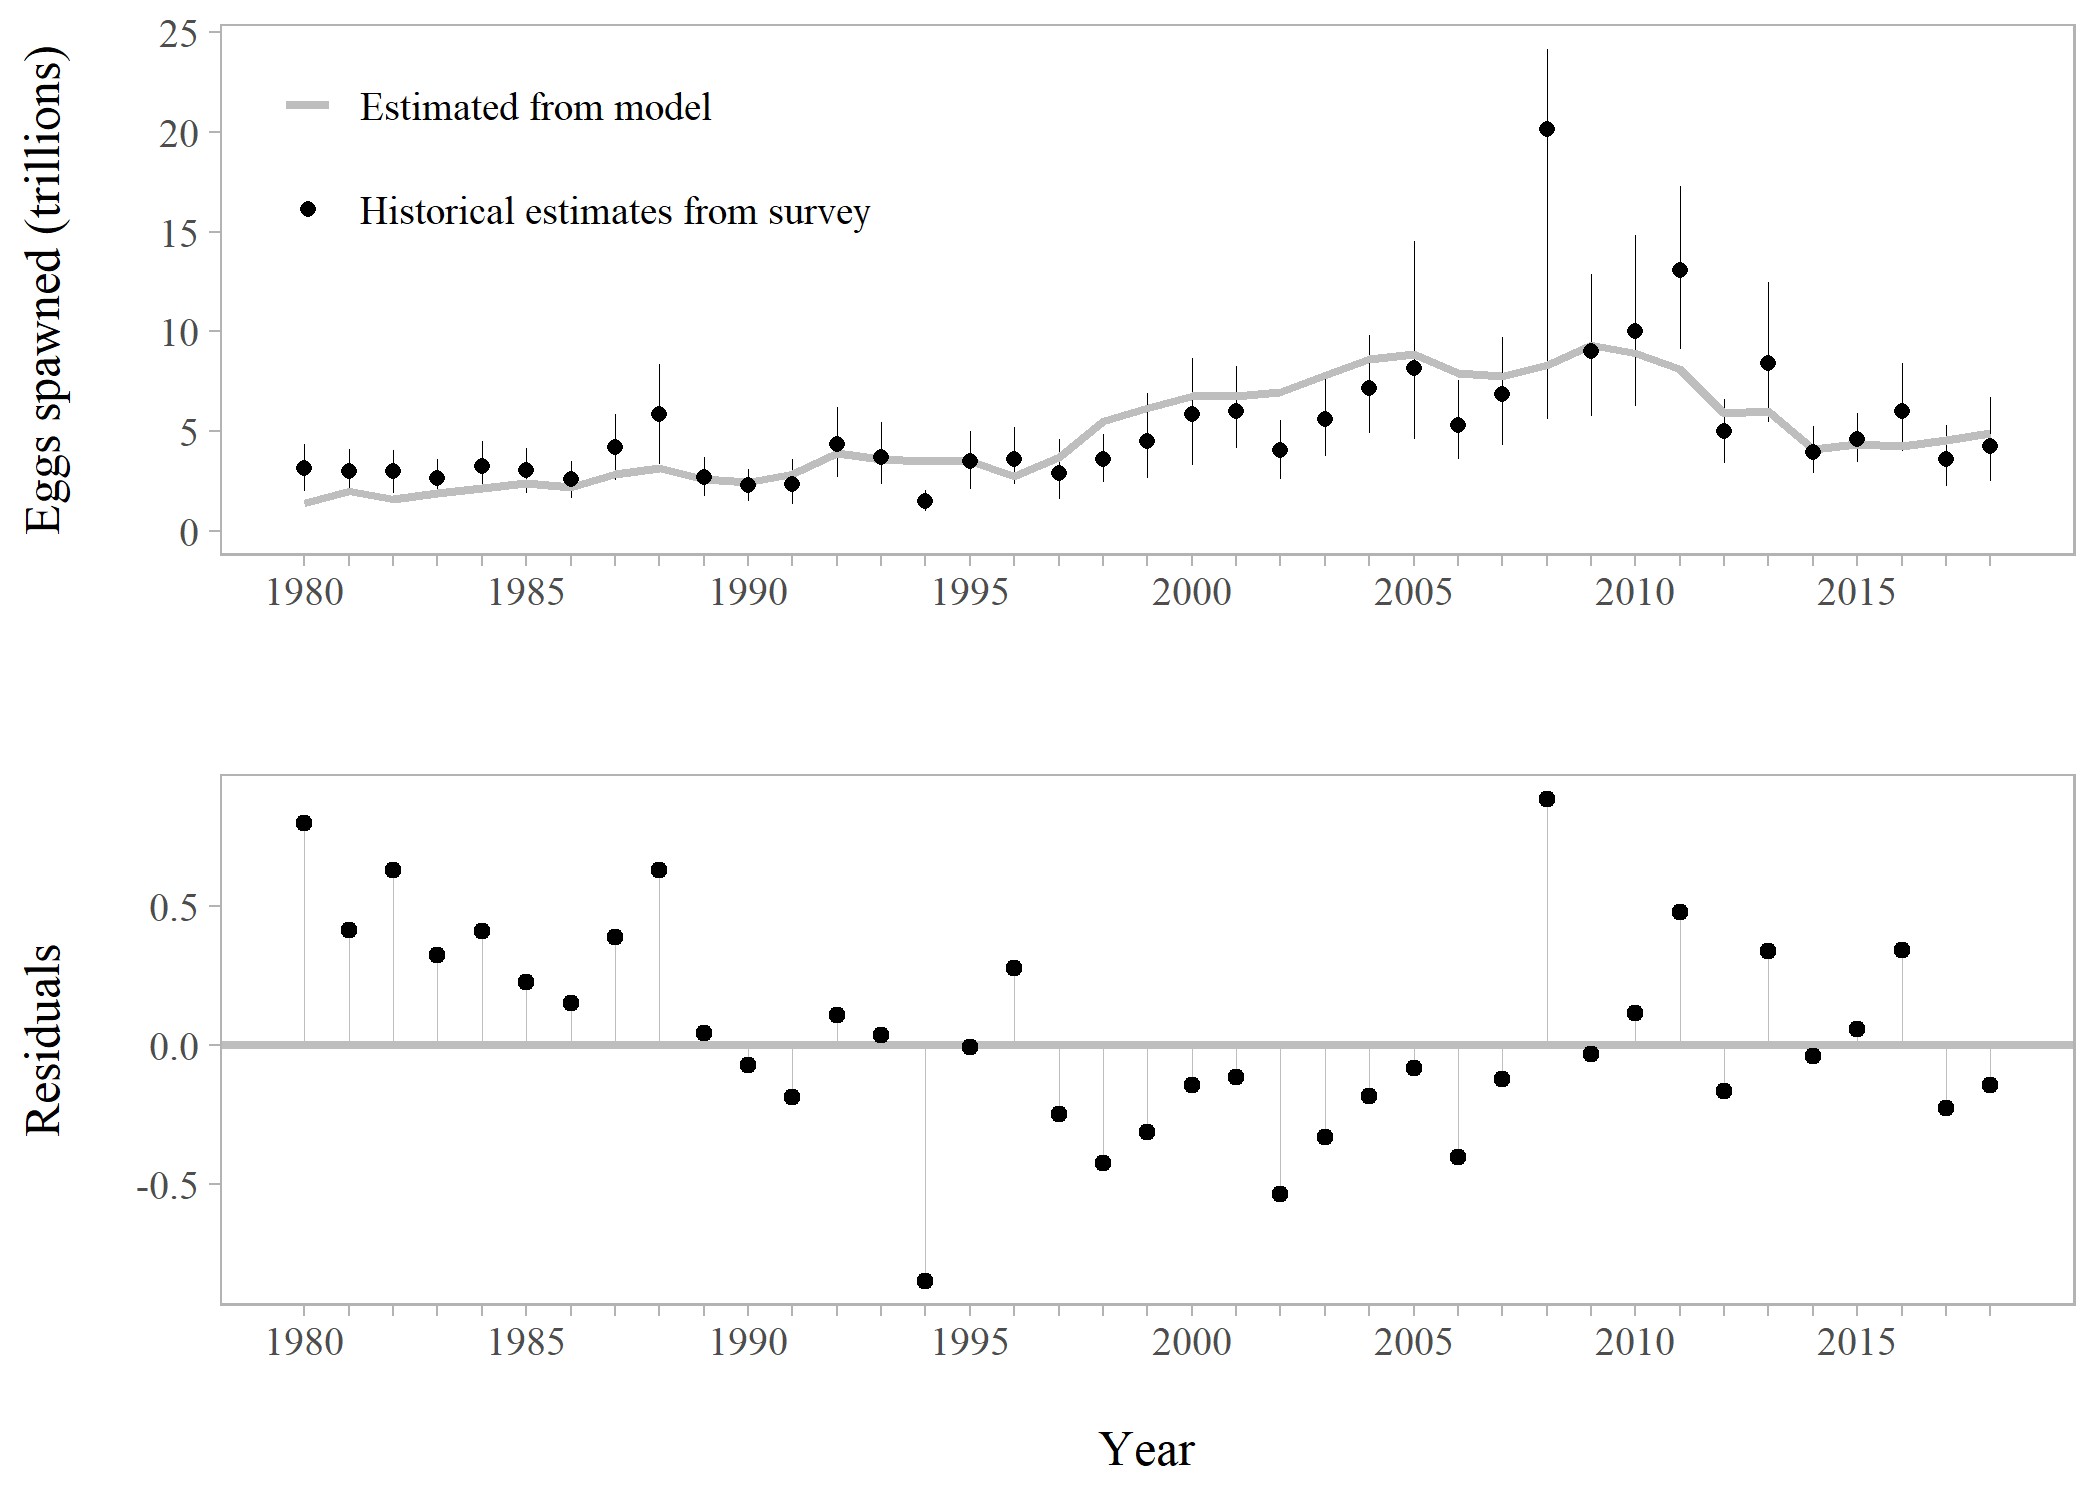 Eggs spawned (trillions)
25
20
15
10
5
0
Estimated from model
Historical estimates from survey
1980 1985 1990 1995 2000 2005 2010 2015
Residuals
0.5
0.0
-0.5
1980 1985 1990 1995 2000 2005 2010 2015
Year